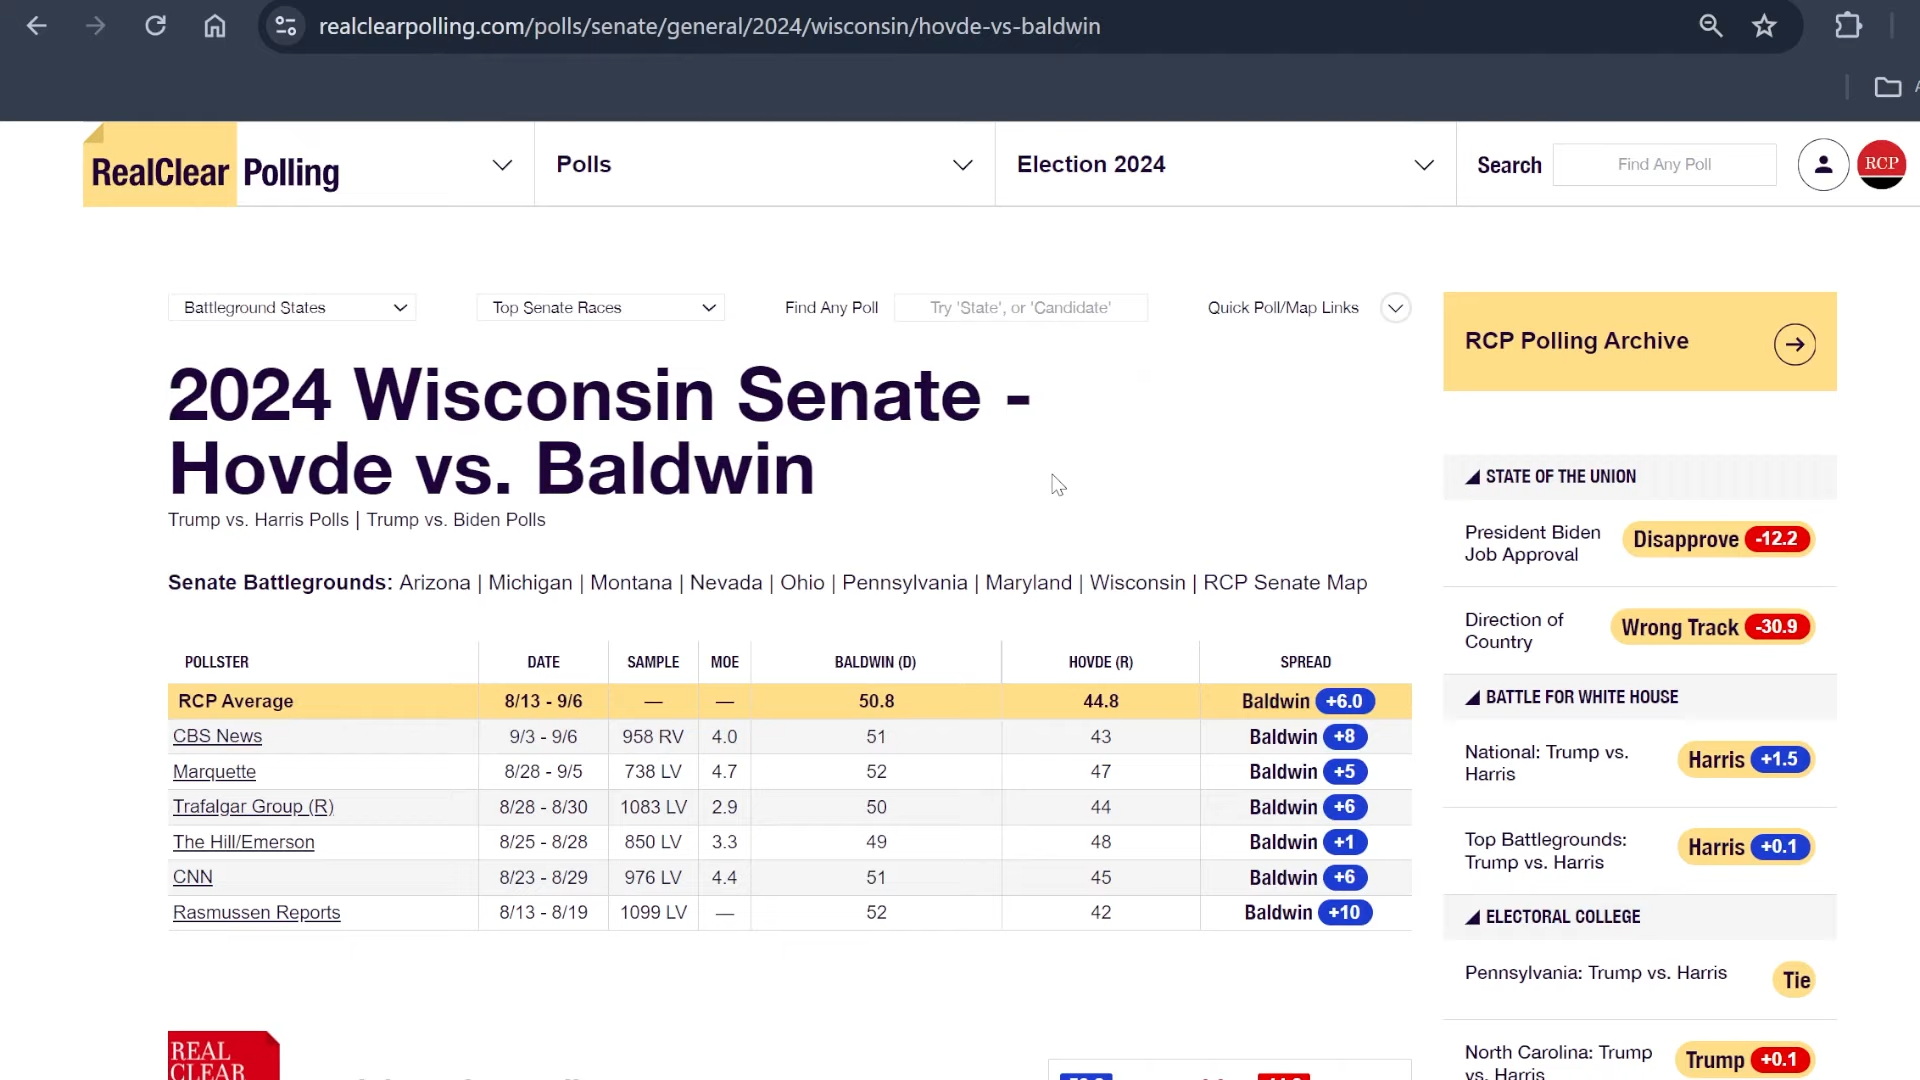 realclearpolling.com/polls/senate/general/2024/wisconsin/hovde-vs-baldwin
RealClear Polling
Polls
Election 2024
Search
Find Any Poll
RCP
Battleground States
Top Senate Races
Find Any Poll
Try 'State', or 'Candidate'
Quick Poll/Map Links
RCP Polling Archive
2024 Wisconsin Senate -
Hovde vs. Baldwin
Trump vs. Harris Polls | Trump vs. Biden Polls
Senate Battlegrounds: Arizona | Michigan | Montana | Nevada | Ohio | Pennsylvania | Maryland | Wisconsin | RCP Senate Map
POLLSTER DATE SAMPLE MOE BALDWIN (D) HOVDE (R) SPREAD
RCP Average 8/13 - 9/6 — — 50.8 44.8 Baldwin +6.0
CBS News 9/3 - 9/6 958 RV 4.0 51 43 Baldwin +8
Marquette 8/28 - 9/5 738 LV 4.7 52 47 Baldwin +5
Trafalgar Group (R) 8/28 - 8/30 1083 LV 2.9 50 44 Baldwin +6
The Hill/Emerson 8/25 - 8/28 850 LV 3.3 49 48 Baldwin +1
CNN 8/23 - 8/29 976 LV 4.4 51 45 Baldwin +6
Rasmussen Reports 8/13 - 8/19 1099 LV — 52 42 Baldwin +10
REAL
CLEAR
STATE OF THE UNION
President Biden
Job Approval
Disapprove -12.2
Direction of
Country
Wrong Track -30.9
BATTLE FOR WHITE HOUSE
National: Trump vs.
Harris
Harris +1.5
Top Battlegrounds:
Trump vs. Harris
Harris +0.1
ELECTORAL COLLEGE
Pennsylvania: Trump vs. Harris
Tie
North Carolina: Trump
vs. Harris
Trump +0.1